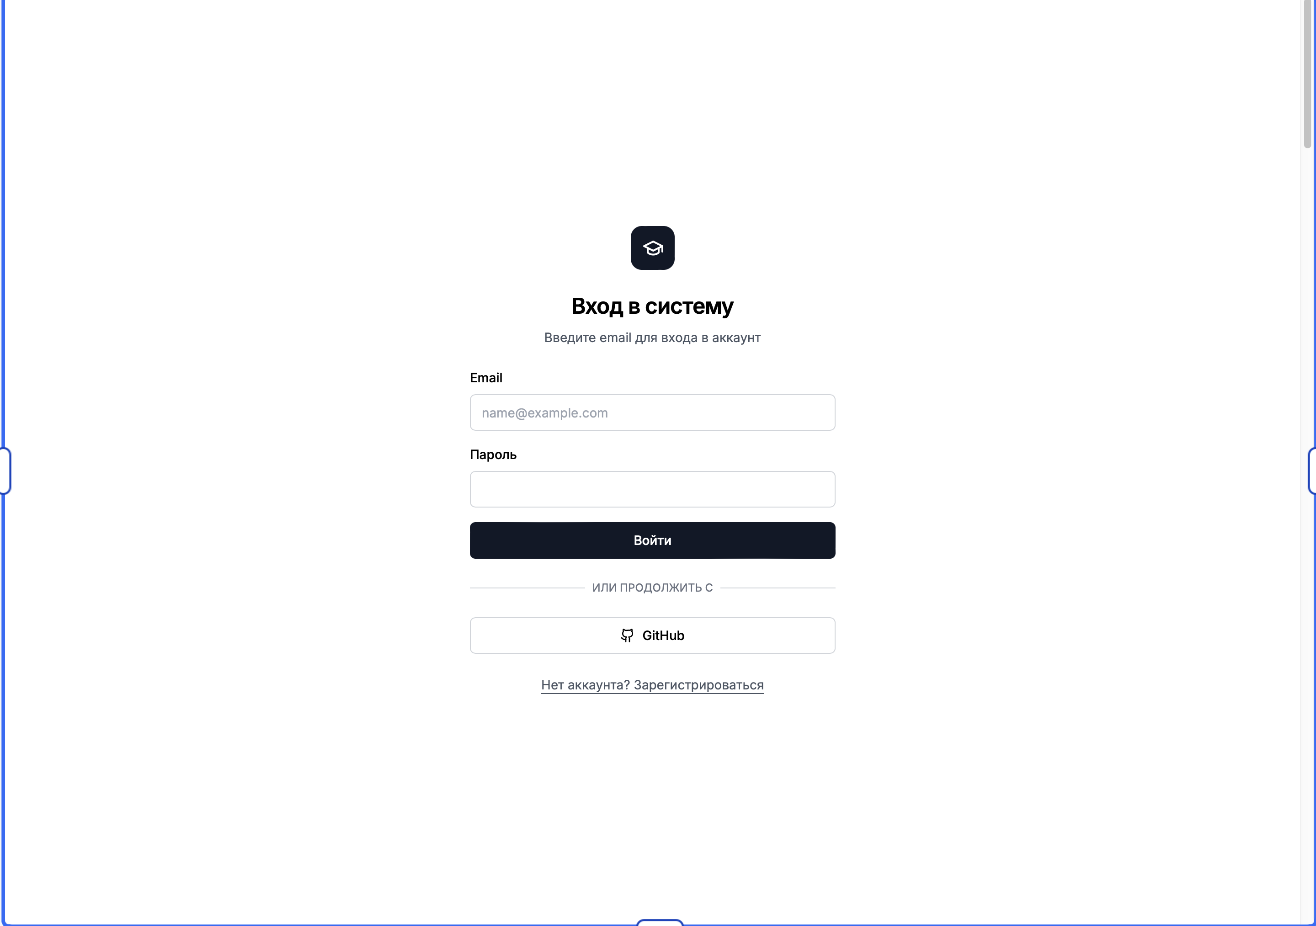 Вход в систему
Введите email для входа в аккаунт
Email
name@example.com
Пароль
Войти
ИЛИ ПРОДОЛЖИТЬ С
GitHub
Нет аккаунта? Зарегистрироваться